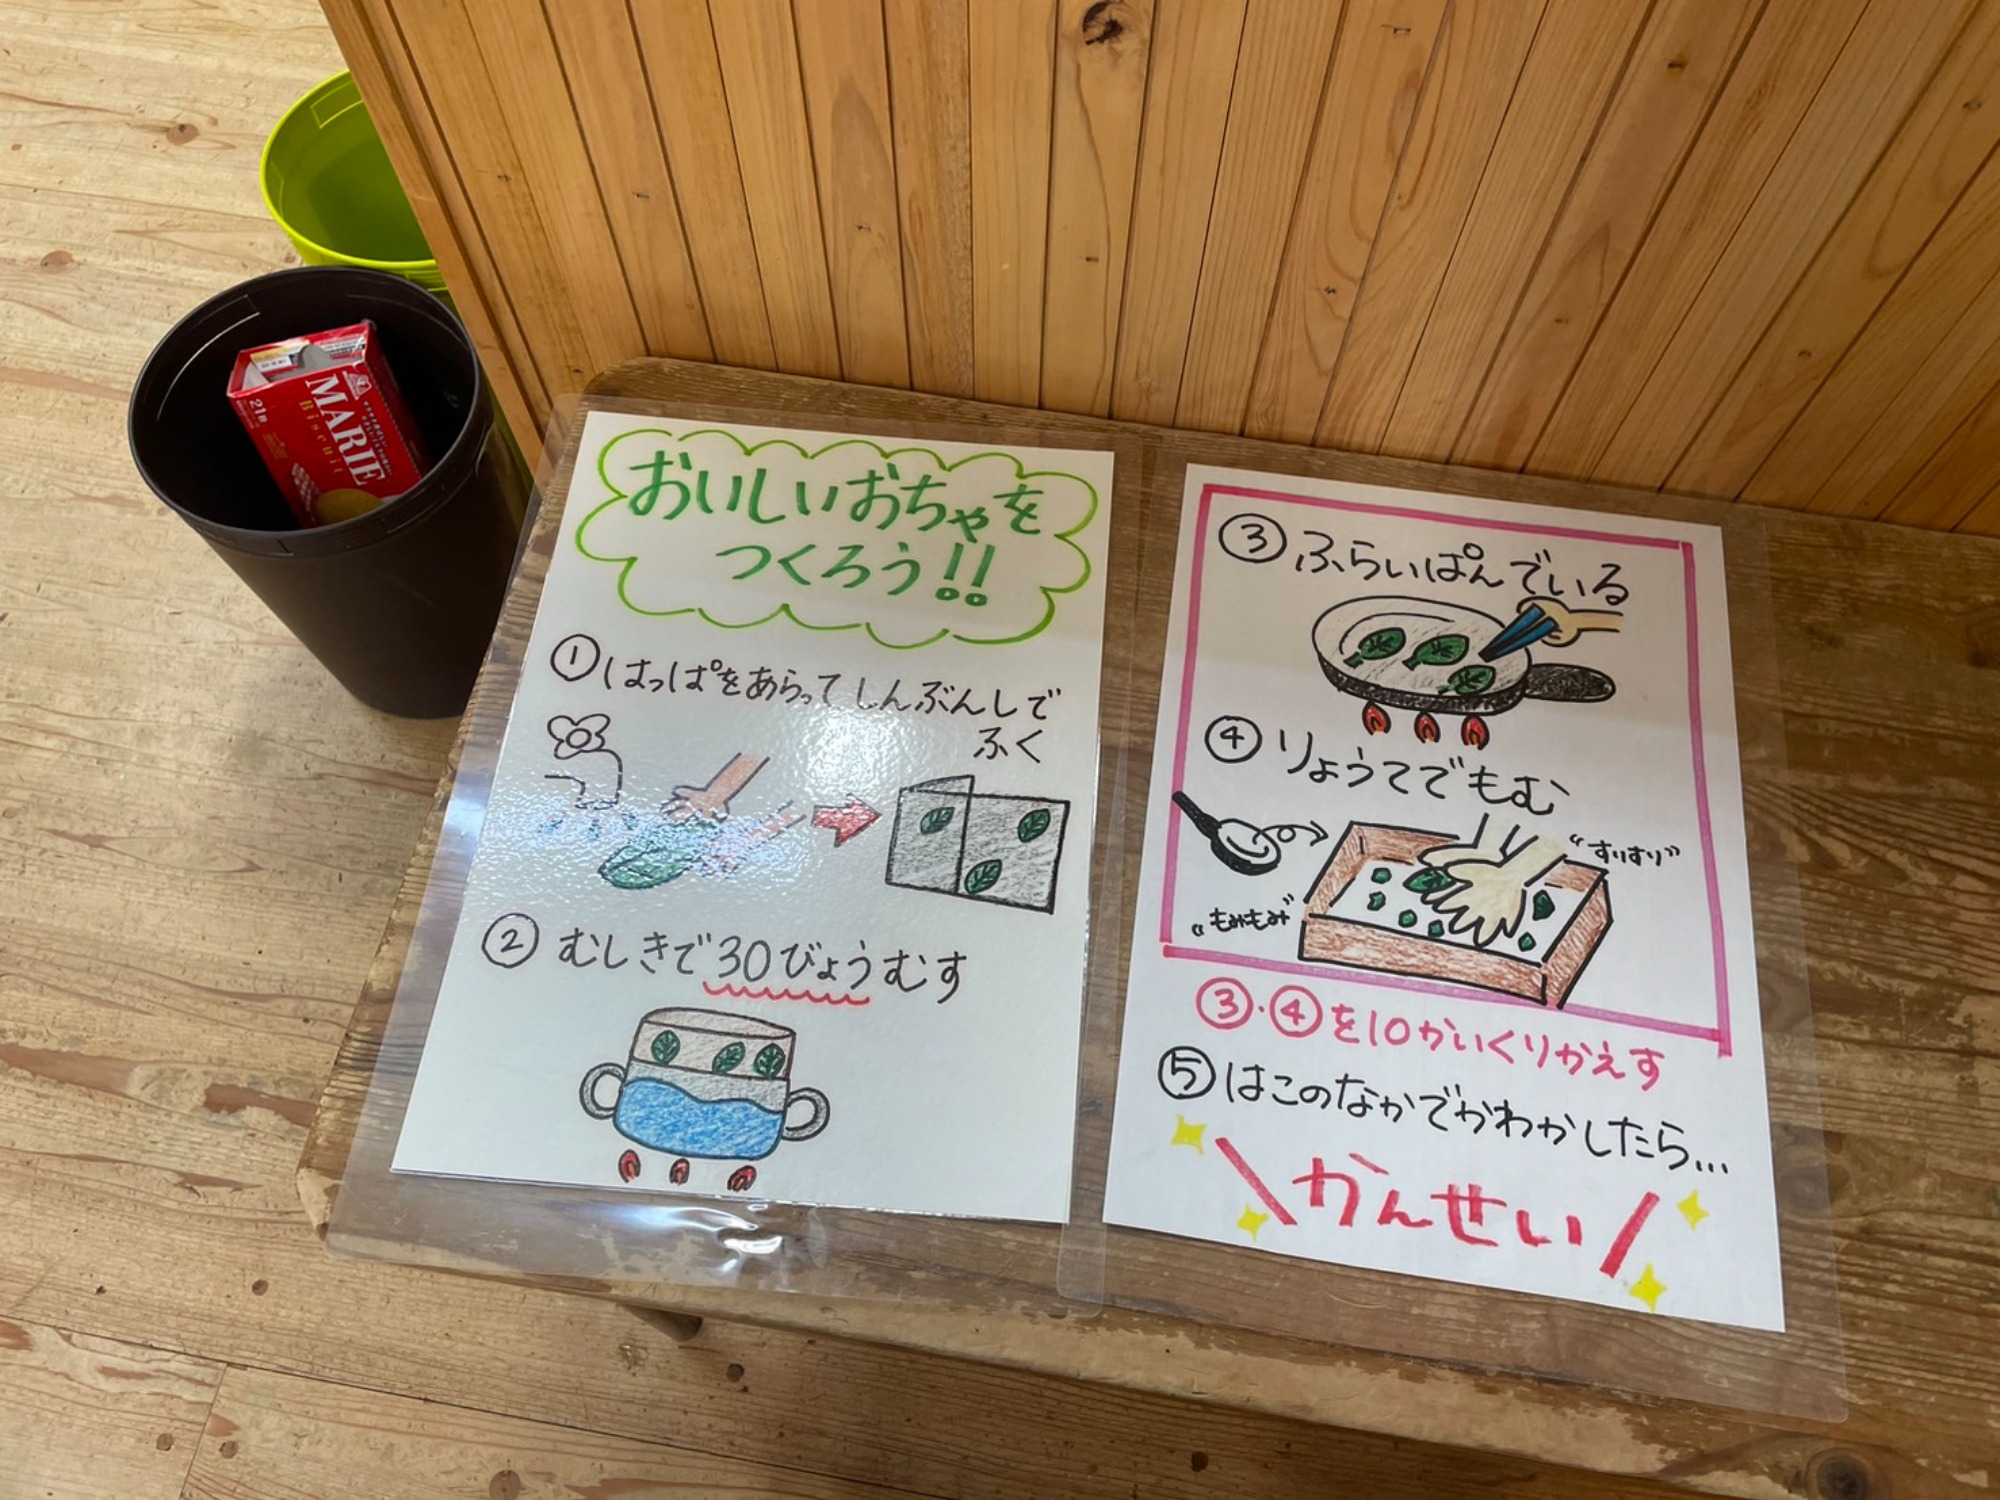 おいしいおちゃを
つくろう!!
① はっぱをあらって しんぶんしで
ふく
② むしきで30びょうむす
③ ふらいぱんでいる
④ りょうてでもむ
"すりすり"
"もみもみ"
③・④を10かいくりかえす
⑤ はこのなかでかわかしたら...
\かんせい/
MARIE
Biscuit
21枚